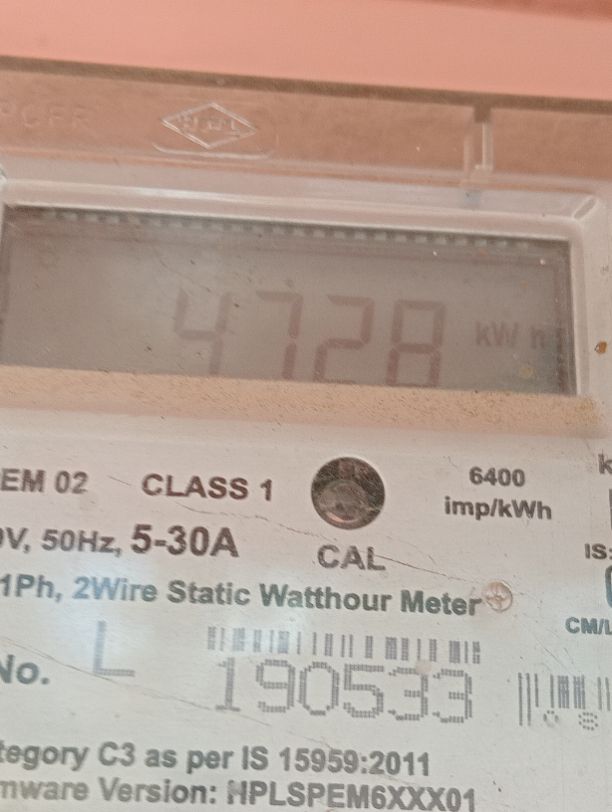 4728 kWh
EM 02 CLASS 1 6400
imp/kWh
V, 50Hz, 5-30A CAL IS:
1Ph, 2Wire Static Watthour Meter
CM/L
No. L 190533
tegory C3 as per IS 15959:2011
mware Version: HPLSPEM6XXX01